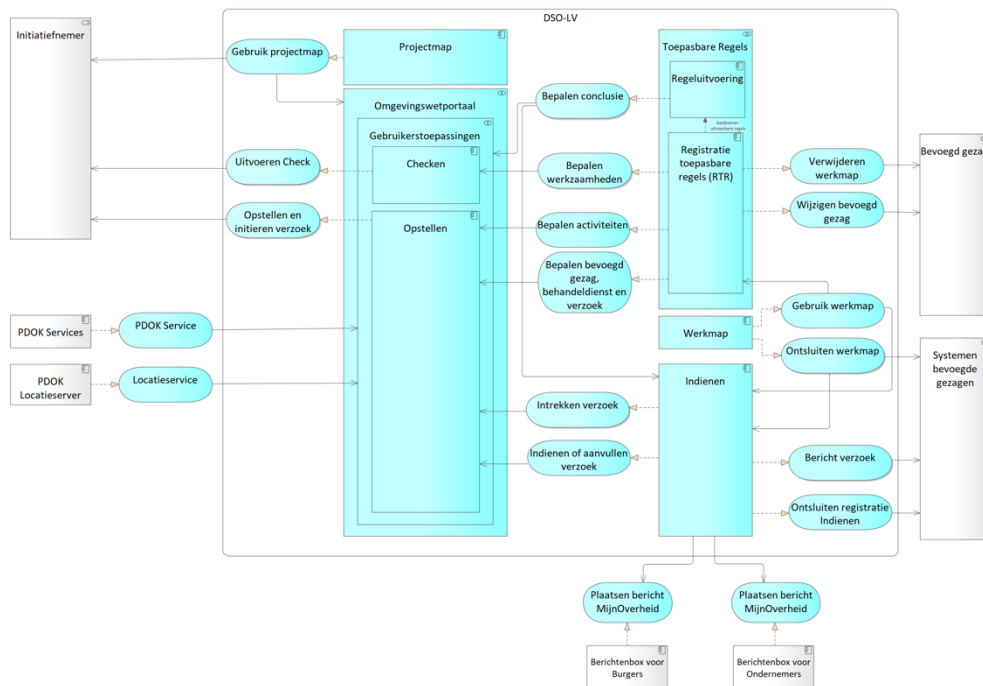 DSO-LV
Initiatiefnemer
Gebruik projectmap
Projectmap
Toepasbare Regels
Regeluitvoering
Omgevingswetportaal
Gebruikerstoepassingen
Bepalen conclusie
Uitvoeren Check
Checken
Bepalen
werkzaamheden
Registratie
toepasbare
regels (RTR)
Verwijderen
werkmap
Bevoegd geza
Opstellen en
initieren verzoek
Opstellen
Bepalen activiteiten
Wijzigen bevoegd
gezag
Bepalen bevoegd
gezag,
behandeldienst en
verzoek
PDOK Services
PDOK Service
Werkmap
Gebruik werkmap
Ontsluiten werkmap
PDOK
Locatieserver
Locatieservice
Indienen
Systemen
bevoegde
gezagen
Intrekken verzoek
Indienen of aanvullen
verzoek
Bericht verzoek
Ontsluiten registratie
Indienen
Plaatsen bericht
MijnOverheid
Plaatsen bericht
MijnOverheid
Berichtenbox voor
Burgers
Berichtenbox voor
Ondernemers